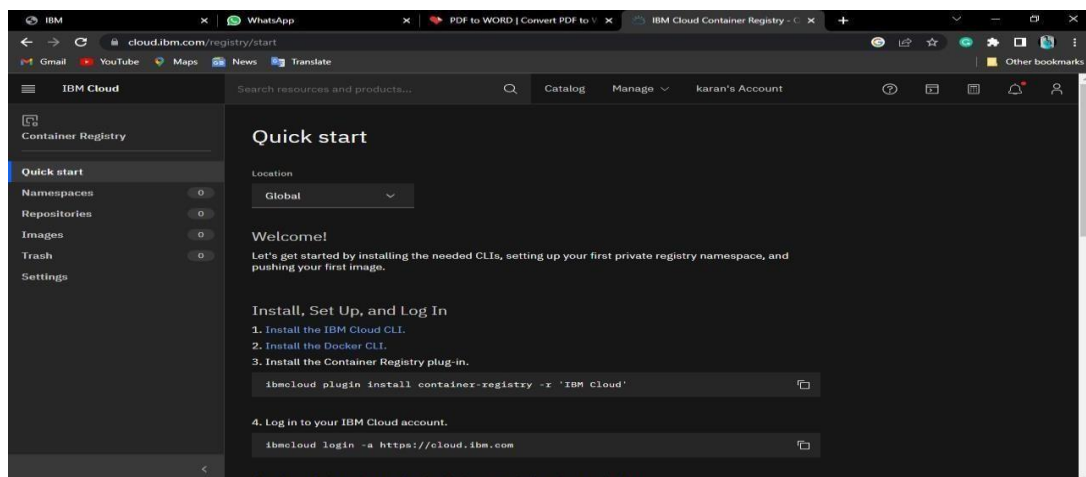 IBM
WhatsApp
PDF to WORD | Convert PDF to
IBM Cloud Container Registry -
cloud.ibm.com/registry/start
Gmail
YouTube
Maps
News
Translate
Other bookmarks
IBM Cloud
Search resources and products...
Catalog
Manage
karan's Account
Container Registry
Quick start
Namespaces 0
Repositories 0
Images 0
Trash 0
Settings
Quick start
Location
Global
Welcome!
Let's get started by installing the needed CLIs, setting up your first private registry namespace, and
pushing your first image.
Install, Set Up, and Log In
1. Install the IBM Cloud CLI.
2. Install the Docker CLI.
3. Install the Container Registry plug-in.
ibmcloud plugin install container-registry -r 'IBM Cloud'
4. Log in to your IBM Cloud account.
ibmcloud login -a https://cloud.ibm.com